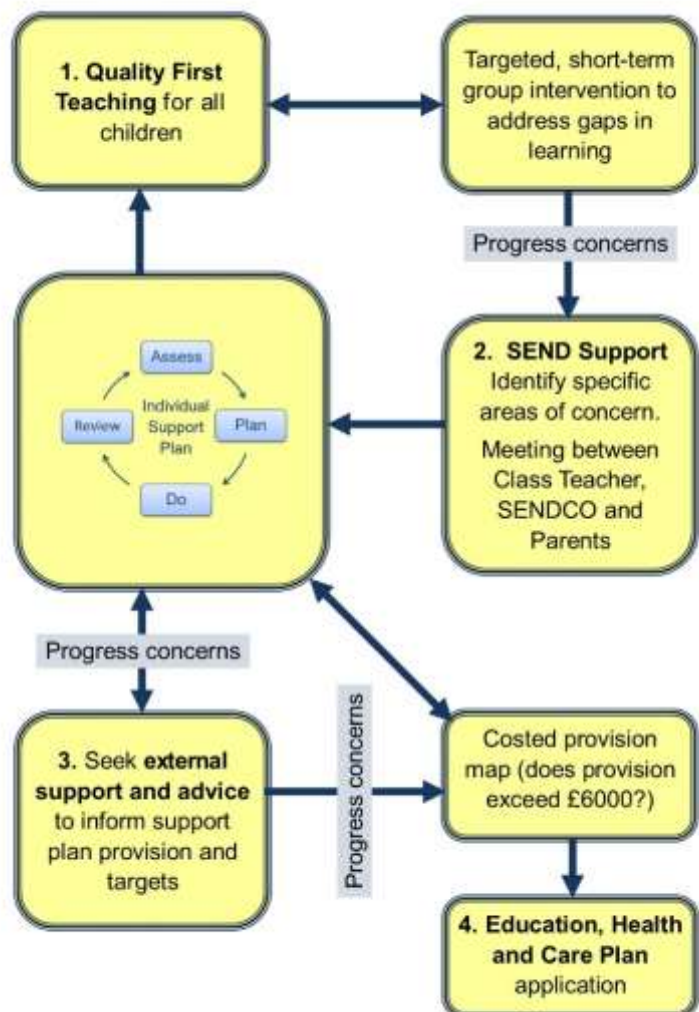 1. Quality First
Teaching for all
children
Targeted, short-term
group intervention to
address gaps in
learning
Progress concerns
2. SEND Support
Identify specific
areas of concern.
Meeting between
Class Teacher,
SENDCO and
Parents
Assess
Review
Individual
Support
Plan
Plan
Do
Progress concerns
3. Seek external
support and advice
to inform support
plan provision and
targets
Progress concerns
Costed provision
map (does provision
exceed £6000?)
4. Education, Health
and Care Plan
application